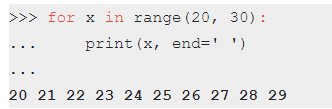 >>> for x in range(20, 30):
...     print(x, end=' ')
...
20 21 22 23 24 25 26 27 28 29